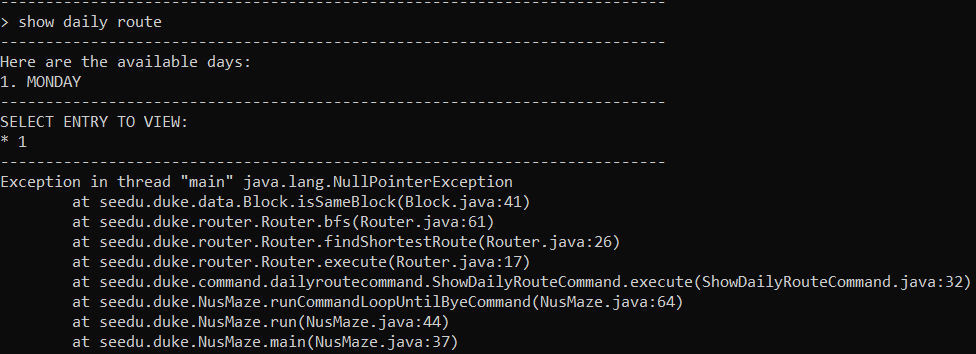 -------------------------------------------------------------------------
> show daily route
-------------------------------------------------------------------------
Here are the available days:
1. MONDAY
-------------------------------------------------------------------------
SELECT ENTRY TO VIEW:
* 1
-------------------------------------------------------------------------
Exception in thread "main" java.lang.NullPointerException
        at seedu.duke.data.Block.isSameBlock(Block.java:41)
        at seedu.duke.router.Router.bfs(Router.java:61)
        at seedu.duke.router.Router.findShortestRoute(Router.java:26)
        at seedu.duke.router.Router.execute(Router.java:17)
        at seedu.duke.command.dailyroutecommand.ShowDailyRouteCommand.execute(ShowDailyRouteCommand.java:32)
        at seedu.duke.NusMaze.runCommandLoopUntilByeCommand(NusMaze.java:64)
        at seedu.duke.NusMaze.run(NusMaze.java:44)
        at seedu.duke.NusMaze.main(NusMaze.java:37)